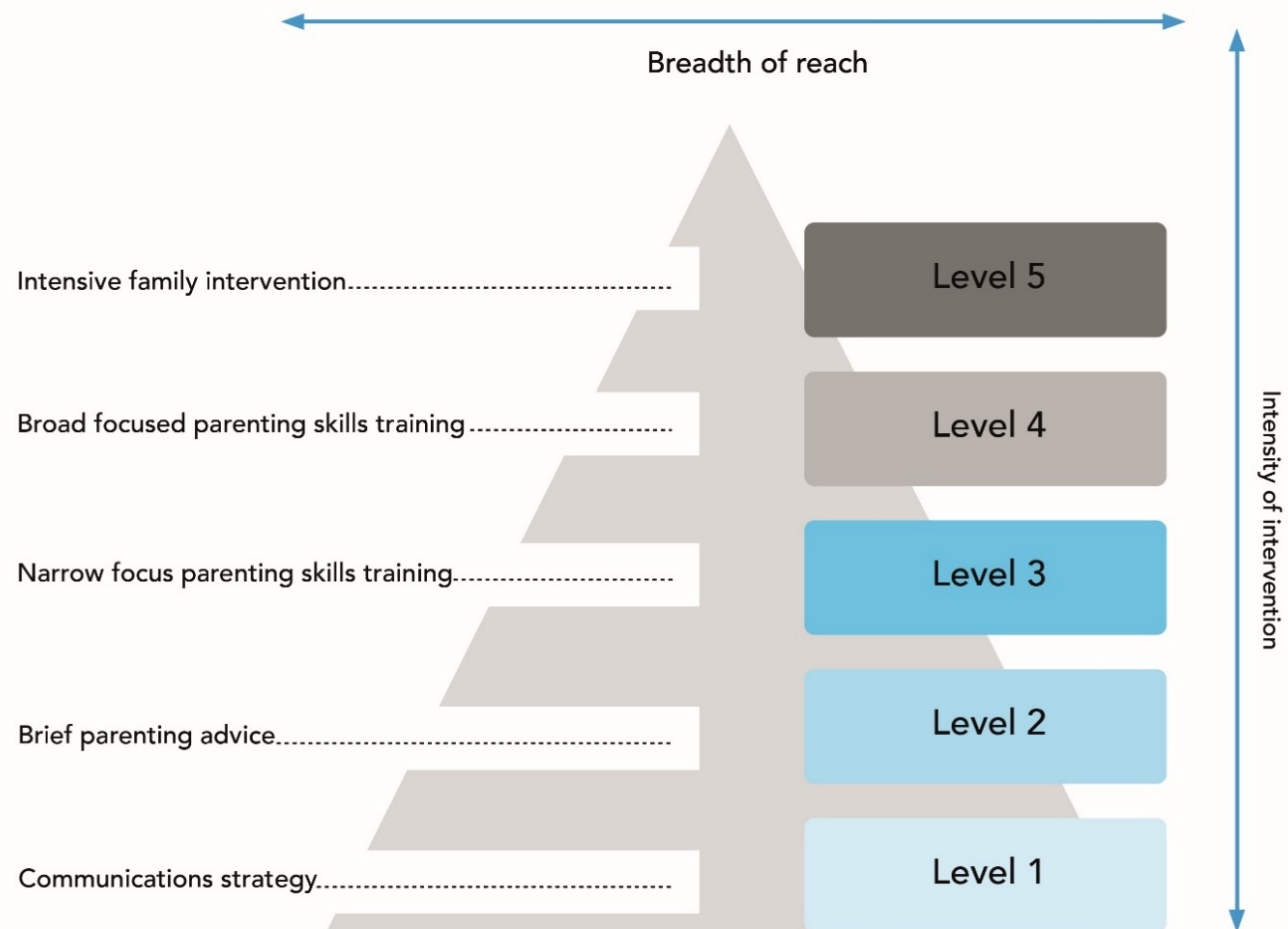 Breadth of reach
Intensive family intervention
Level 5
Broad focused parenting skills training
Level 4
Intensity of intervention
Narrow focus parenting skills training
Level 3
Brief parenting advice
Level 2
Communications strategy
Level 1